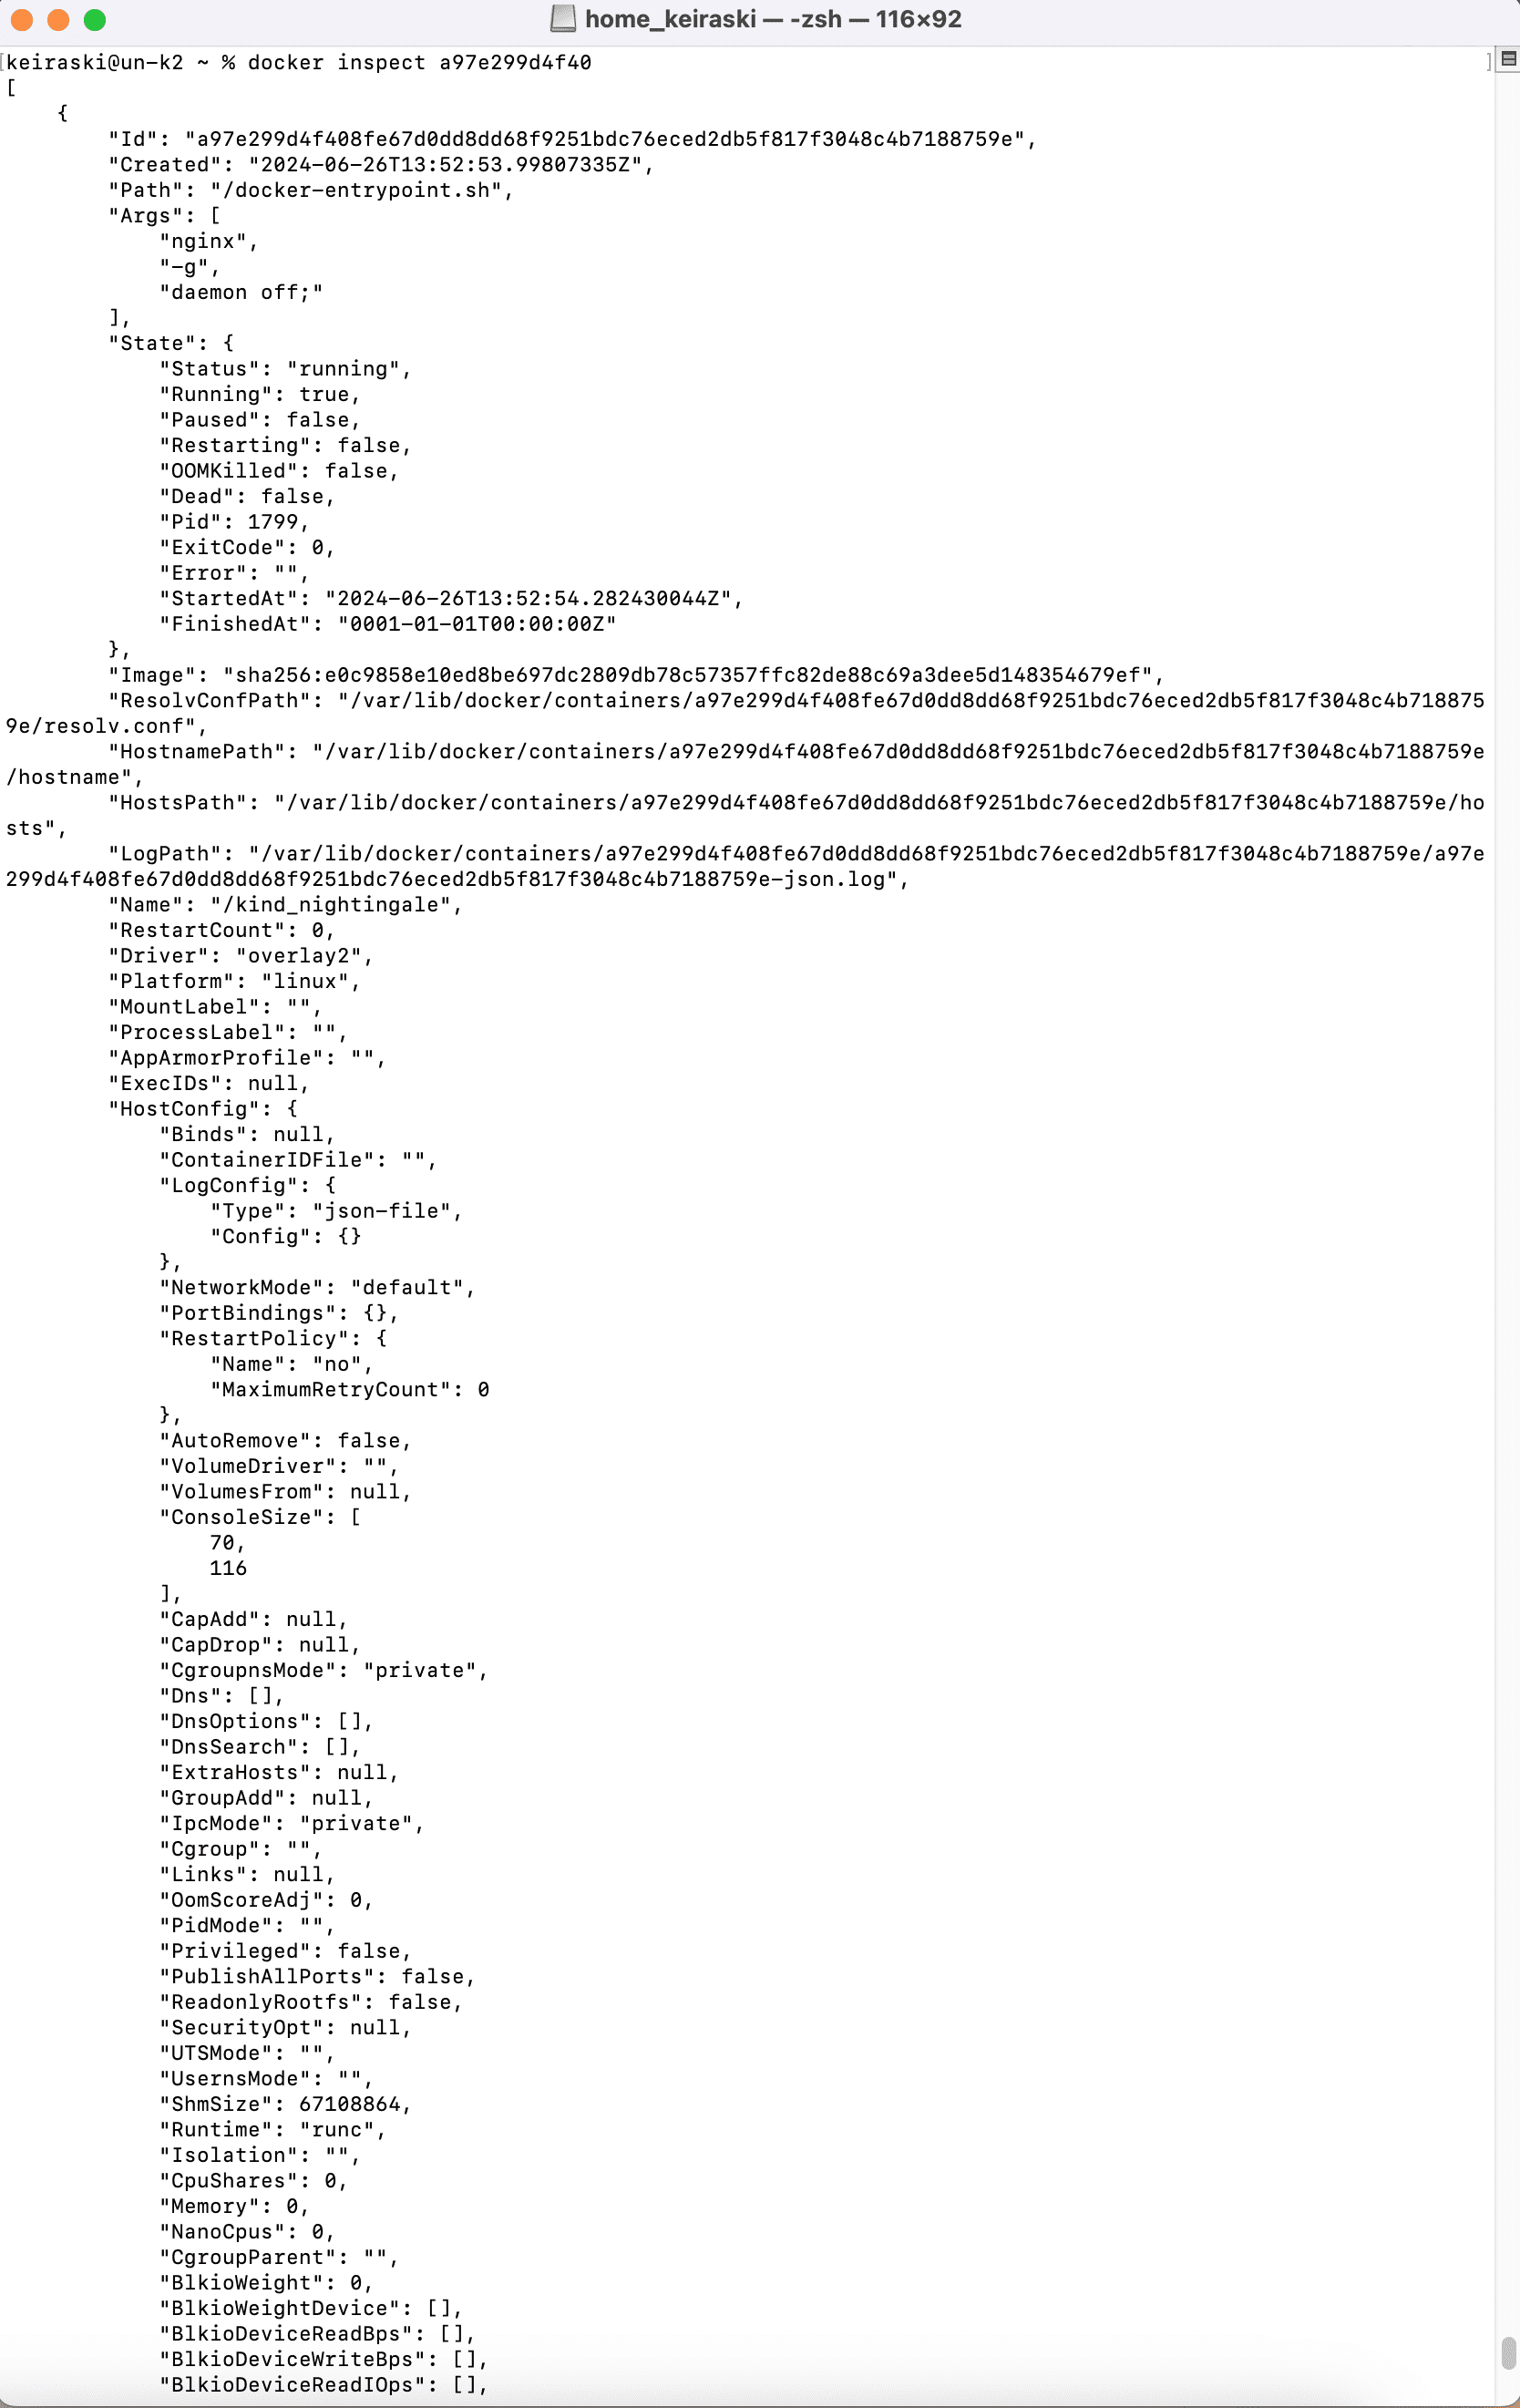 home_keiraski — -zsh — 116×92
keiraski@un-k2 ~ % docker inspect a97e299d4f40
[
    {
        "Id": "a97e299d4f408fe67d0dd8dd68f9251bdc76eced2db5f817f3048c4b7188759e",
        "Created": "2024-06-26T13:52:53.99807335Z",
        "Path": "/docker-entrypoint.sh",
        "Args": [
            "nginx",
            "-g",
            "daemon off;"
        ],
        "State": {
            "Status": "running",
            "Running": true,
            "Paused": false,
            "Restarting": false,
            "OOMKilled": false,
            "Dead": false,
            "Pid": 1799,
            "ExitCode": 0,
            "Error": "",
            "StartedAt": "2024-06-26T13:52:54.282430044Z",
            "FinishedAt": "0001-01-01T00:00:00Z"
        },
        "Image": "sha256:e0c9858e10ed8be697dc2809db78c57357ffc82de88c69a3dee5d148354679ef",
        "ResolvConfPath": "/var/lib/docker/containers/a97e299d4f408fe67d0dd8dd68f9251bdc76eced2db5f817f3048c4b718875
9e/resolv.conf",
        "HostnamePath": "/var/lib/docker/containers/a97e299d4f408fe67d0dd8dd68f9251bdc76eced2db5f817f3048c4b7188759e
/hostname",
        "HostsPath": "/var/lib/docker/containers/a97e299d4f408fe67d0dd8dd68f9251bdc76eced2db5f817f3048c4b7188759e/ho
sts",
        "LogPath": "/var/lib/docker/containers/a97e299d4f408fe67d0dd8dd68f9251bdc76eced2db5f817f3048c4b7188759e/a97e
299d4f408fe67d0dd8dd68f9251bdc76eced2db5f817f3048c4b7188759e-json.log",
        "Name": "/kind_nightingale",
        "RestartCount": 0,
        "Driver": "overlay2",
        "Platform": "linux",
        "MountLabel": "",
        "ProcessLabel": "",
        "AppArmorProfile": "",
        "ExecIDs": null,
        "HostConfig": {
            "Binds": null,
            "ContainerIDFile": "",
            "LogConfig": {
                "Type": "json-file",
                "Config": {}
            },
            "NetworkMode": "default",
            "PortBindings": {},
            "RestartPolicy": {
                "Name": "no",
                "MaximumRetryCount": 0
            },
            "AutoRemove": false,
            "VolumeDriver": "",
            "VolumesFrom": null,
            "ConsoleSize": [
                70,
                116
            ],
            "CapAdd": null,
            "CapDrop": null,
            "CgroupnsMode": "private",
            "Dns": [],
            "DnsOptions": [],
            "DnsSearch": [],
            "ExtraHosts": null,
            "GroupAdd": null,
            "IpcMode": "private",
            "Cgroup": "",
            "Links": null,
            "OomScoreAdj": 0,
            "PidMode": "",
            "Privileged": false,
            "PublishAllPorts": false,
            "ReadonlyRootfs": false,
            "SecurityOpt": null,
            "UTSMode": "",
            "UsernsMode": "",
            "ShmSize": 67108864,
            "Runtime": "runc",
            "Isolation": "",
            "CpuShares": 0,
            "Memory": 0,
            "NanoCpus": 0,
            "CgroupParent": "",
            "BlkioWeight": 0,
            "BlkioWeightDevice": [],
            "BlkioDeviceReadBps": [],
            "BlkioDeviceWriteBps": [],
            "BlkioDeviceReadIOps": [],